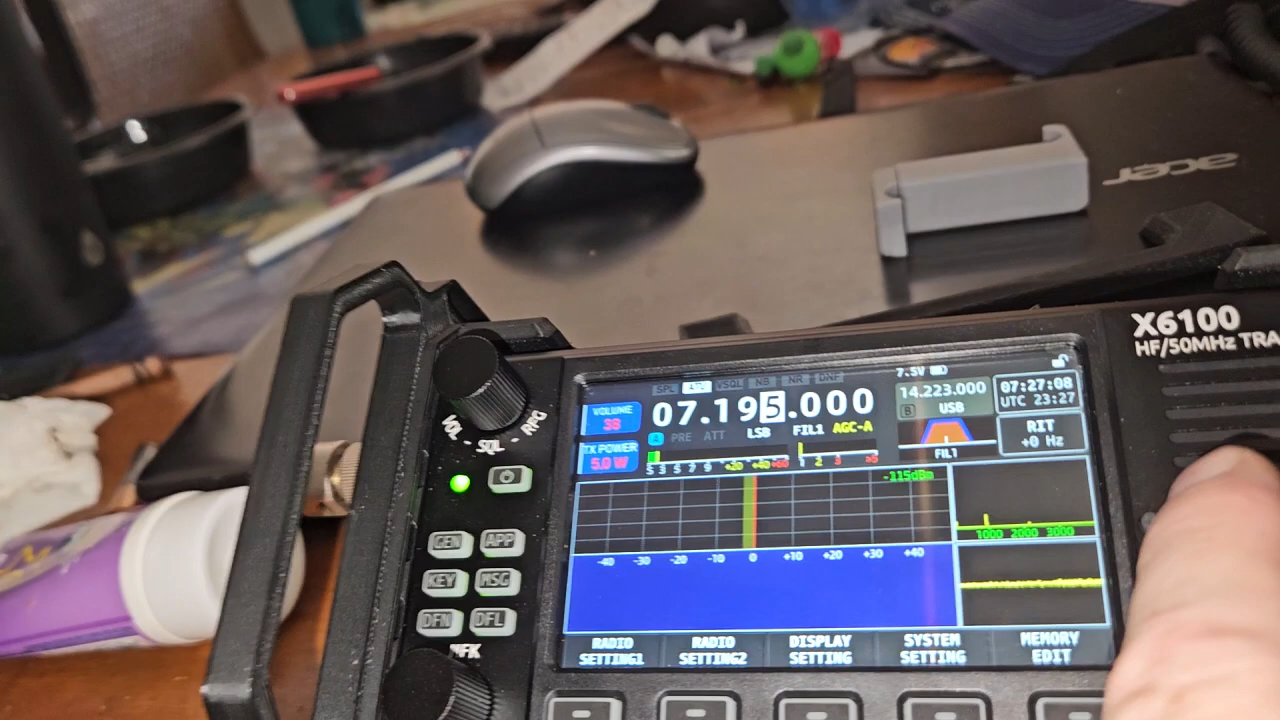 acer
X6100
HF/50MHz TRA
7.5V
SPL ATU VSQL NB NR DNF
VOLUME
38
07.195.000
14.223.000
B USB
07:27:08
UTC 23:27
A PRE ATT LSB FIL1 AGC-A
TX POWER
5.0 W
S 3 5 7 9 +20 +40 +60
1 2 3 >5
FIL1
RIT
+0 Hz
-115dBm
1000 2000 3000
-40 -30 -20 -10 0 +10 +20 +30 +40
RADIO SETTING1
RADIO SETTING2
DISPLAY SETTING
SYSTEM SETTING
MEMORY EDIT
VOL - SQL - RFG
GEN APP
KEY MSG
DFN DFL
MFK